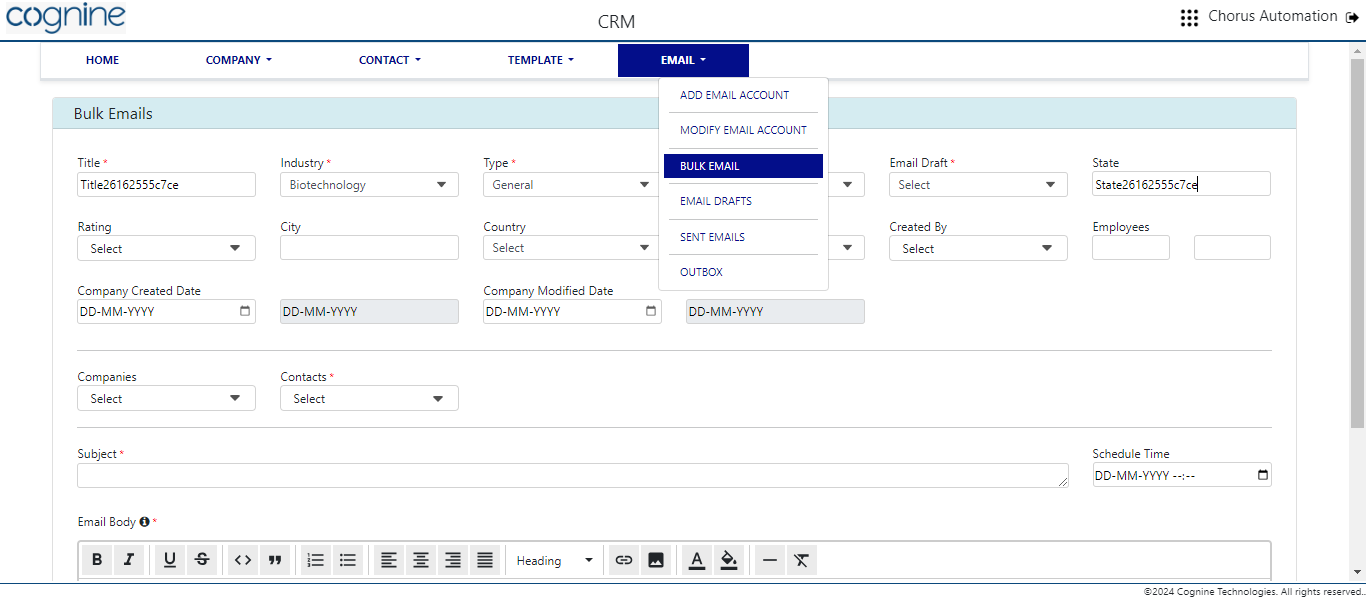 cognine
CRM
Chorus Automation
HOME
COMPANY
CONTACT
TEMPLATE
EMAIL
ADD EMAIL ACCOUNT
MODIFY EMAIL ACCOUNT
BULK EMAIL
EMAIL DRAFTS
SENT EMAILS
OUTBOX
Bulk Emails
Title *
Industry *
Type *
Email Draft *
State
Title26162555c7ce
Biotechnology
General
Select
State26162555c7ce
Rating
City
Country
Created By
Employees
Select
Select
Select
Company Created Date
Company Modified Date
DD-MM-YYYY
DD-MM-YYYY
DD-MM-YYYY
DD-MM-YYYY
Companies
Contacts *
Select
Select
Subject *
Schedule Time
DD-MM-YYYY --:--
Email Body *
B I U S <> ❞
Heading
A
©2024 Cognine Technologies. All rights reserved.